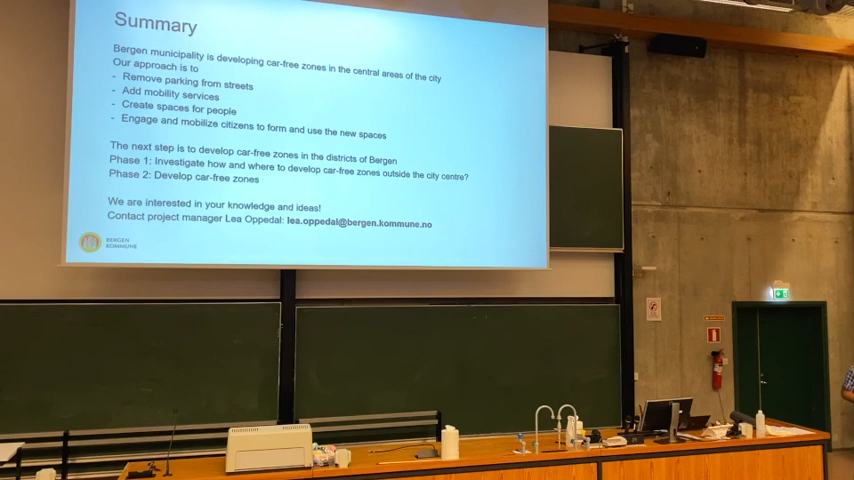 Summary
Bergen municipality is developing car-free zones in the central areas of the city
Our approach is to
- Remove parking from streets
- Add mobility services
- Create spaces for people
- Engage and mobilize citizens to form and use the new spaces
The next step is to develop car-free zones in the districts of Bergen
Phase 1: Investigate how and where to develop car-free zones outside the city centre?
Phase 2: Develop car-free zones
We are interested in your knowledge and ideas!
Contact project manager Lea Oppedal: lea.oppedal@bergen.kommune.no
BERGEN
KOMMUNE